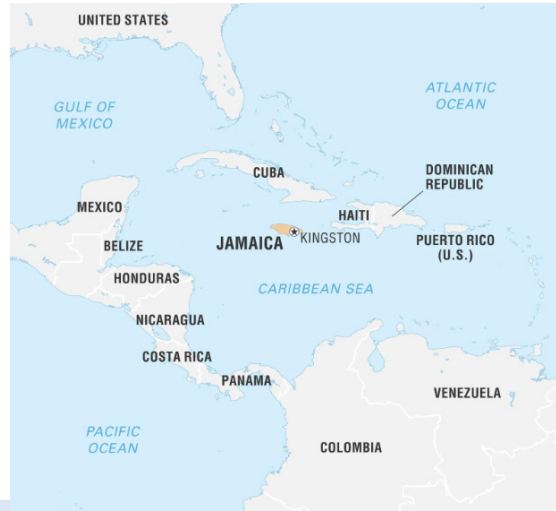 UNITED STATES
GULF OF
MEXICO
ATLANTIC
OCEAN
CUBA
DOMINICAN
REPUBLIC
MEXICO
HAITI
JAMAICA
KINGSTON
PUERTO RICO
(U.S.)
BELIZE
HONDURAS
CARIBBEAN SEA
NICARAGUA
COSTA RICA
PANAMA
VENEZUELA
PACIFIC
OCEAN
COLOMBIA